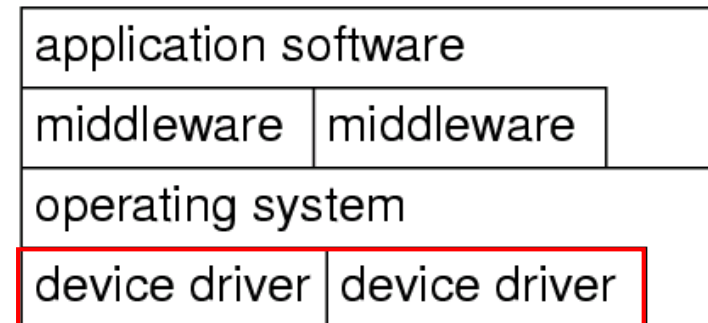 application software
middleware middleware
operating system
device driver device driver